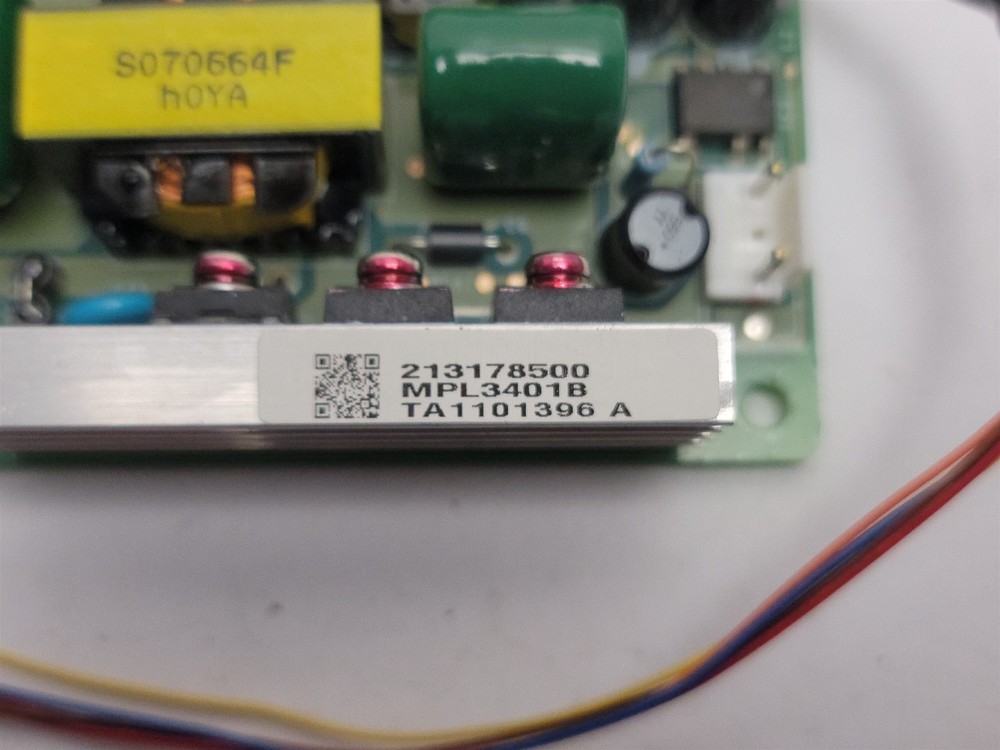 S070664F
hOYA
213178500
MPL3401B
TA1101396 A